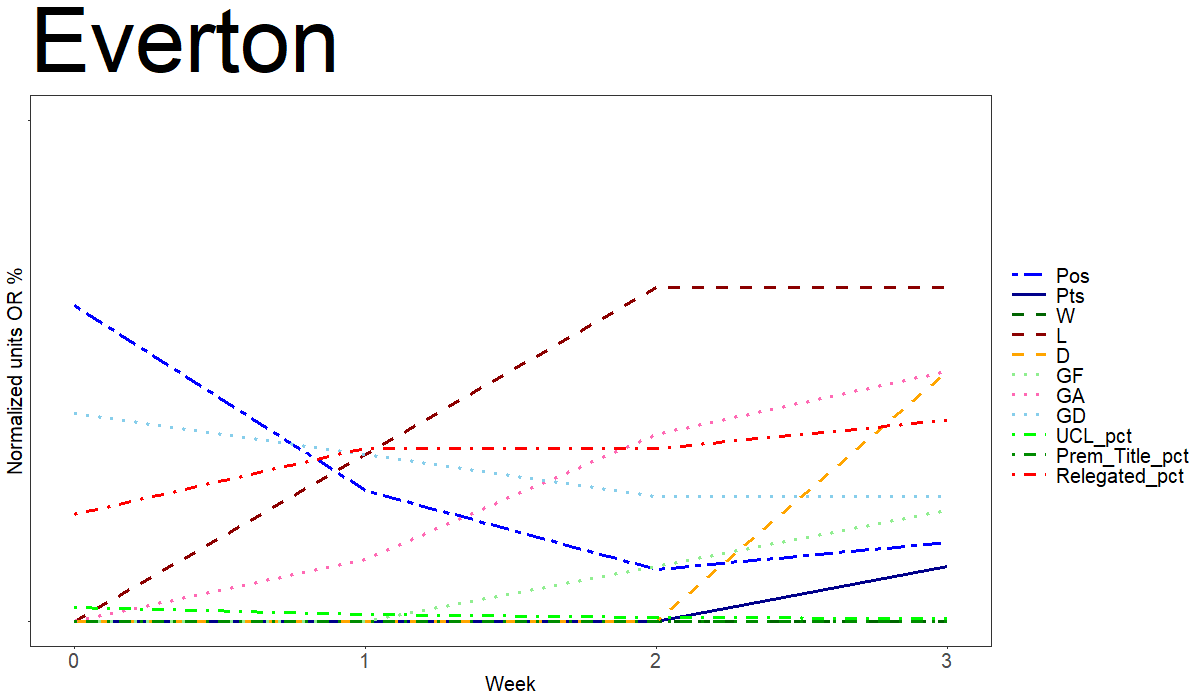 Everton
Normalized units OR %
0 1 2 3
Week
Pos
Pts
W
L
D
GF
GA
GD
UCL_pct
Prem_Title_pct
Relegated_pct